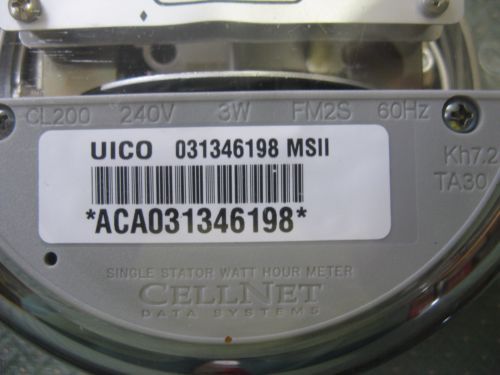 CL200 240V 3W FM2S 60Hz
Kh7.2
TA30
UICO 031346198 MSII
*ACA031346198*
SINGLE STATOR WATT HOUR METER
CELLNET
DATA SYSTEMS